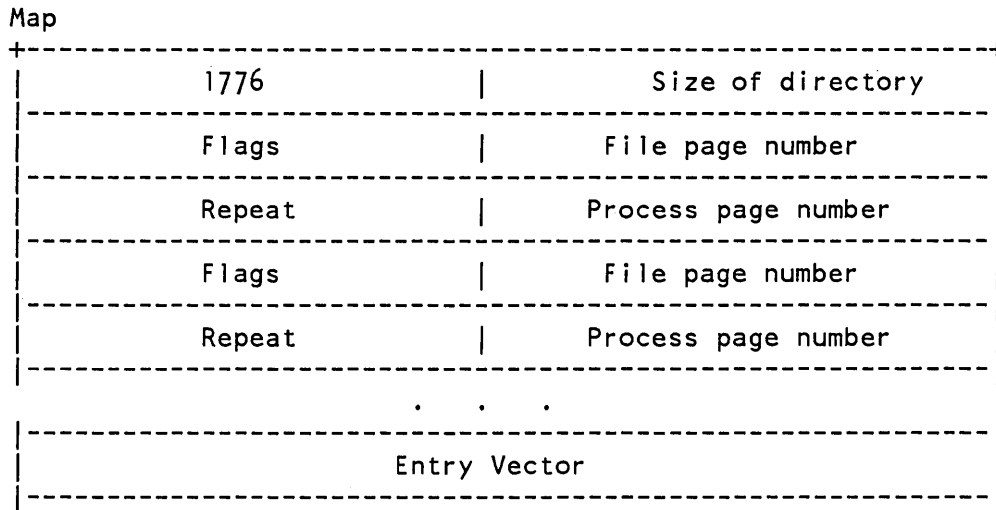 Map
1776 | Size of directory
Flags | File page number
Repeat | Process page number
Flags | File page number
Repeat | Process page number
. . .
Entry Vector